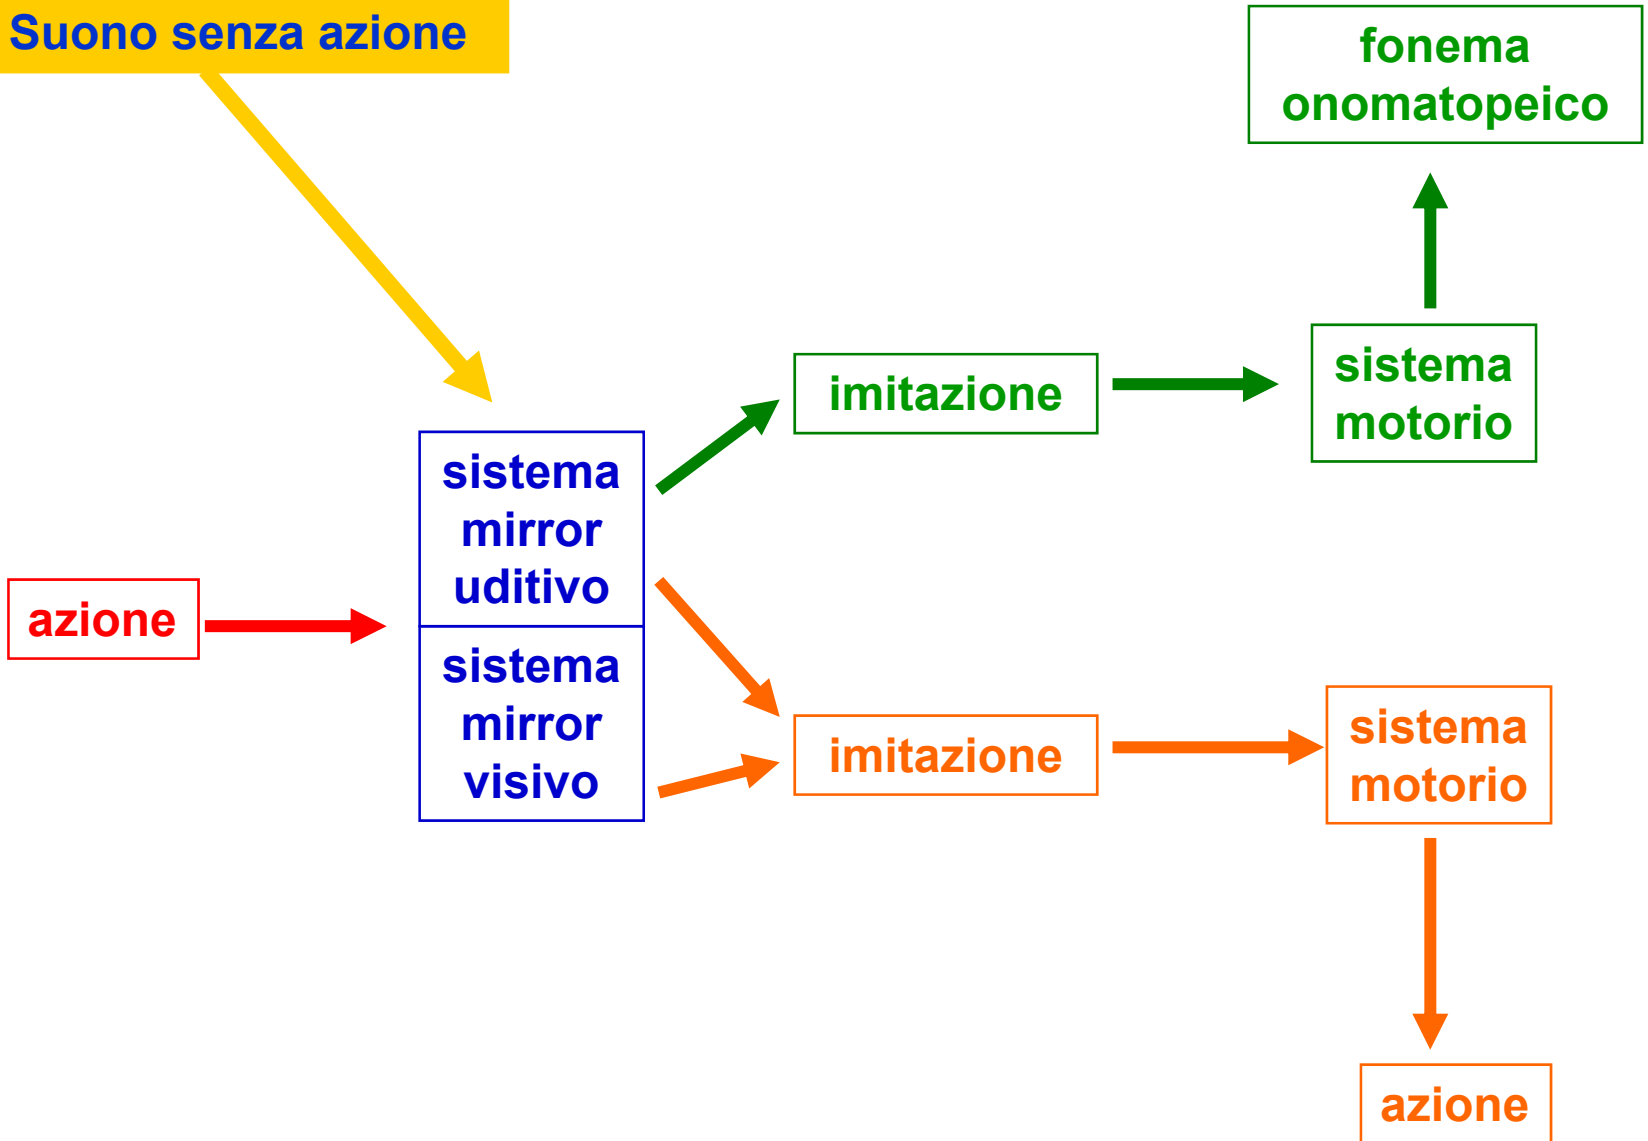 Suono senza azione
fonema
onomatopeico
imitazione
sistema
motorio
sistema
mirror
uditivo
azione
sistema
mirror
visivo
imitazione
sistema
motorio
azione